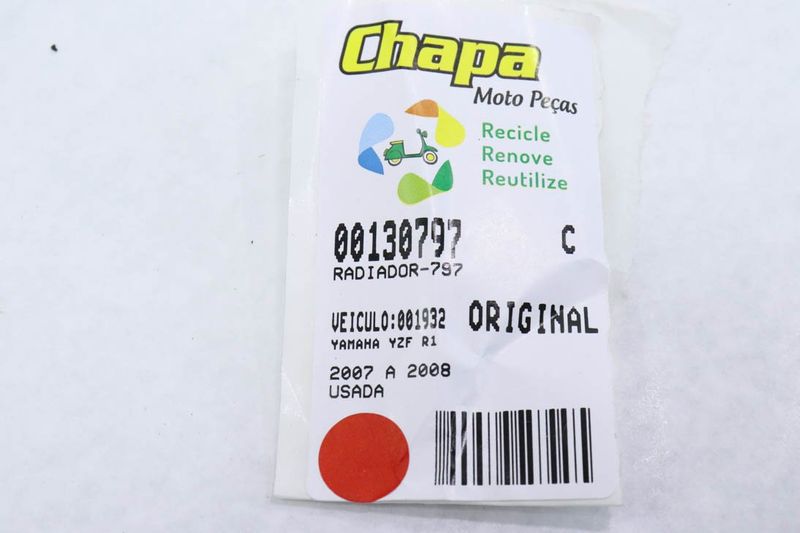 Chapa
Moto Peças
Recicle
Renove
Reutilize
00130797 C
RADIADOR-797
VEICULO:001932 ORIGINAL
YAMAHA YZF R1
2007 A 2008
USADA